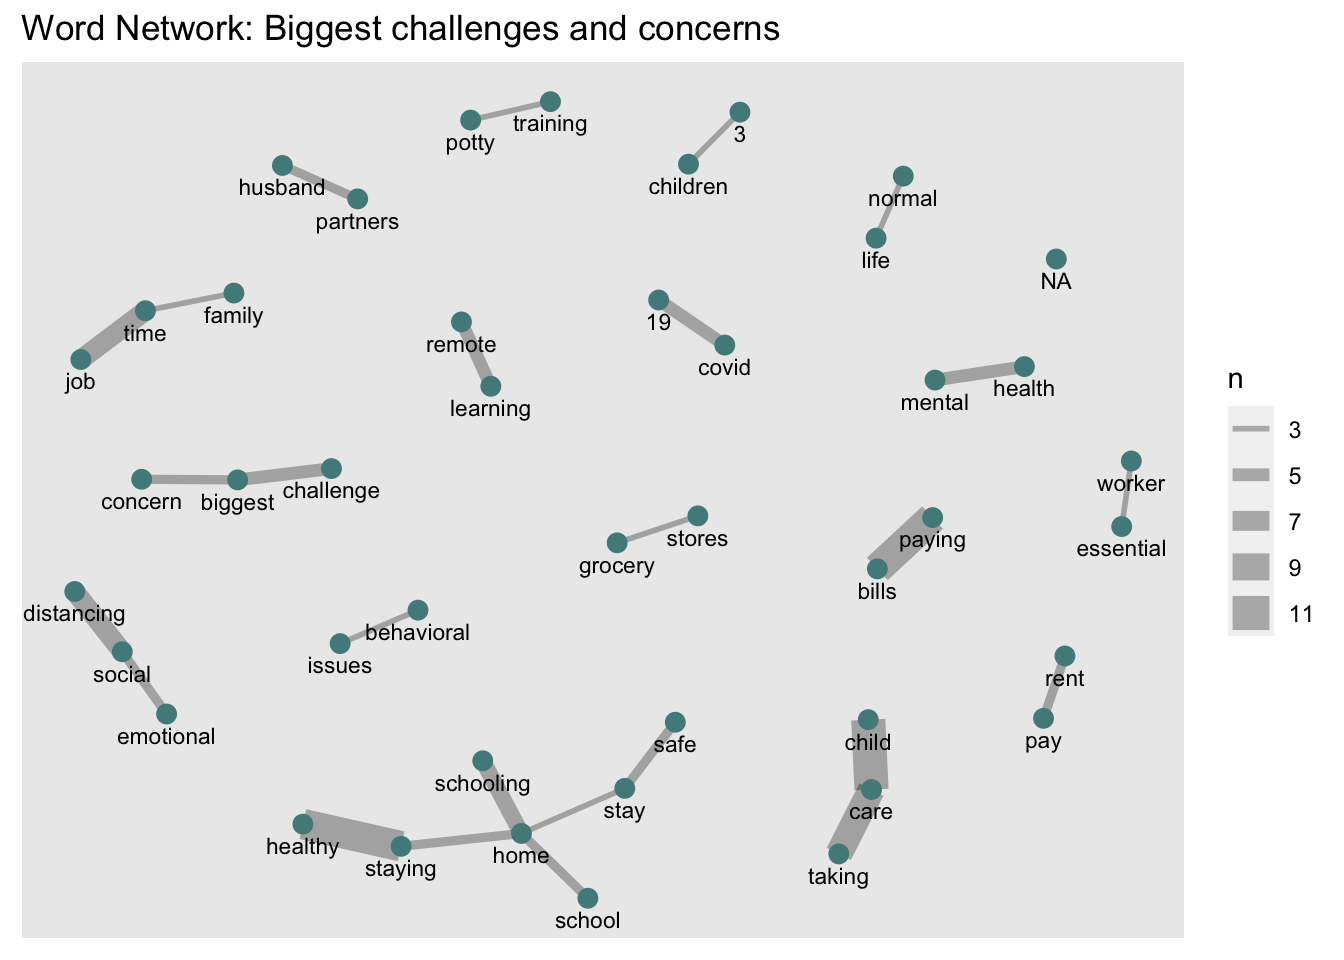 Word Network: Biggest challenges and concerns
training
3
potty
husband
children
normal
partners
life
NA
family
19
time
remote
covid
job
health
mental
learning
worker
challenge
concern
biggest
stores
paying
essential
grocery
bills
distancing
behavioral
issues
social
rent
emotional
safe
child
pay
schooling
stay
care
healthy
home
staying
taking
school
n
3
5
7
9
11